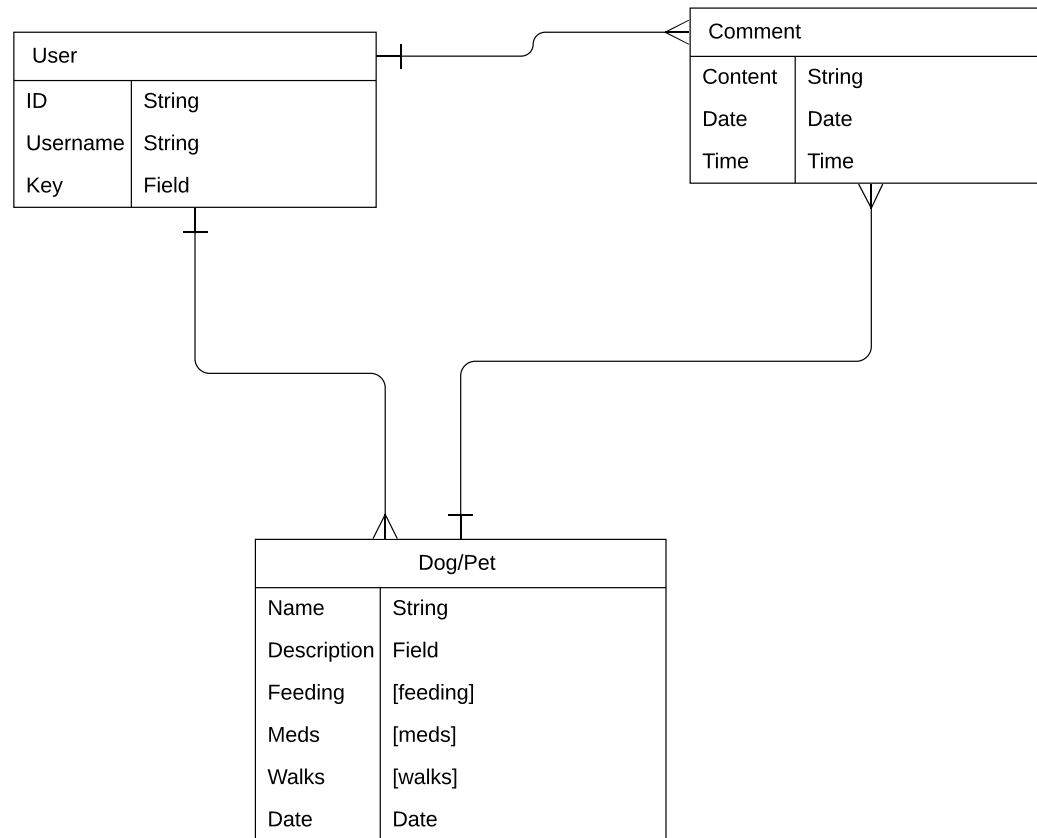 User
ID String
Username String
Key Field
Comment
Content String
Date Date
Time Time
Dog/Pet
Name String
Description Field
Feeding [feeding]
Meds [meds]
Walks [walks]
Date Date